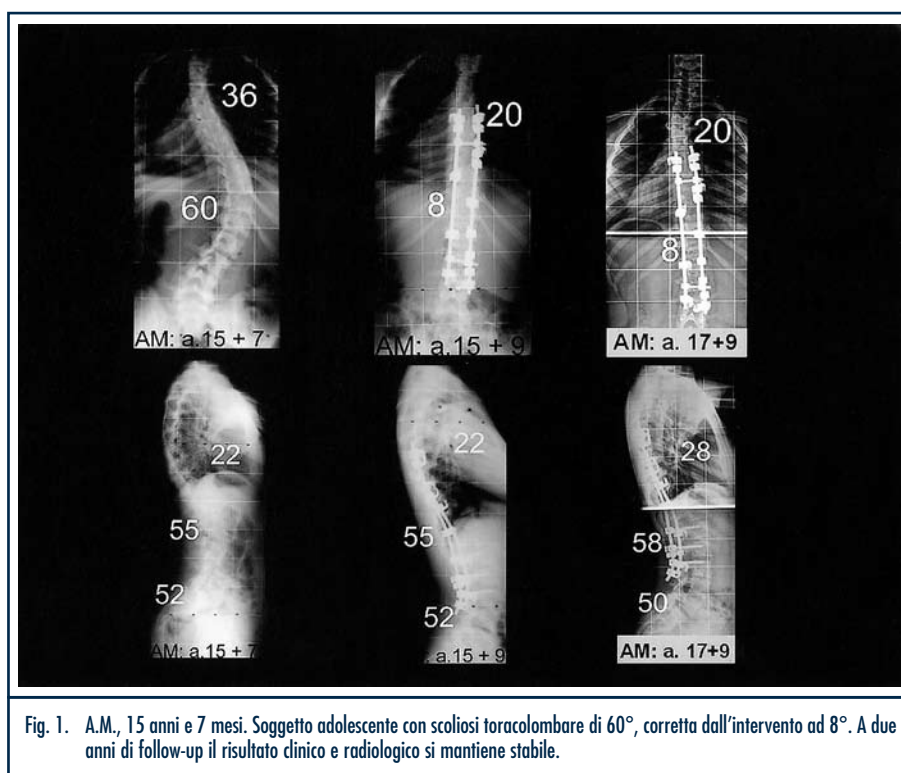 36
20
20
60
8
8
AM: a.15 + 7
AM: a.15 + 9
AM: a. 17+9
22
22
28
55
55
58
52
52
50
AM: a.15 + 7
. a.15 + 9
AM: a. 17+9
Fig. 1. A.M., 15 anni e 7 mesi. Soggetto adolescente con scoliosi toracolombare di 60°, corretta dall'intervento ad 8°. A due
anni di follow-up il risultato clinico e radiologico si mantiene stabile.